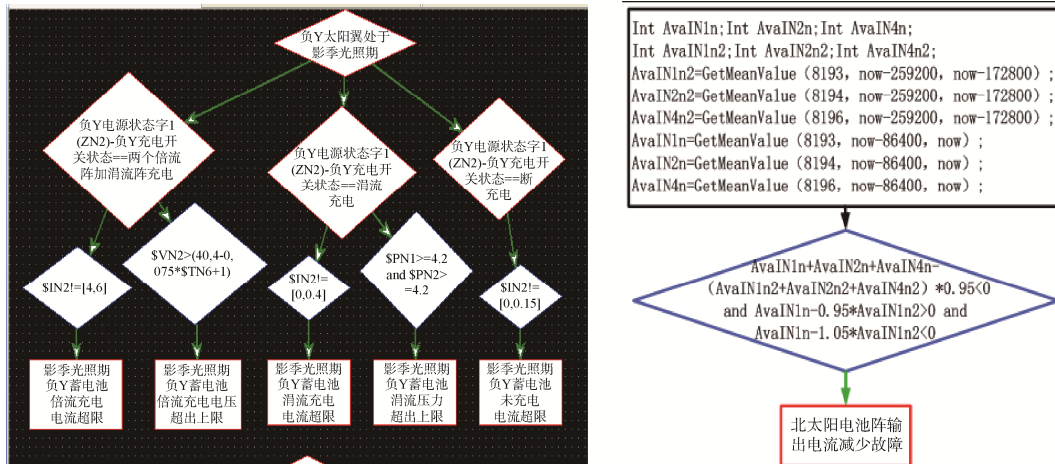 负Y太阳翼处于
影季光照期
负Y电源状态字1
(ZN2)-负Y充电开
关状态==两个倍流
阵加涓流阵充电
负Y电源状态字1
(ZN2)-负Y充电开
关状态==涓流
充电
负Y电源状态字1
(ZN2)-负Y充电开
关状态==断
充电
$IN2!=[4,6]
$VN2>(40,4-0,
075*$TN6+1)
$IN2!=
[0,0.4]
$PN1>=4.2
and $PN2>
=4.2
$IN2!=
[0,0.15]
影季光照期
负Y蓄电池
倍流充电
电流超限
影季光照期
负Y蓄电池
倍流充电电压
超出上限
影季光照期
负Y蓄电池
涓流充电
电流超限
影季光照期
负Y蓄电池
涓流压力
超出上限
影季光照期
负Y蓄电池
未充电
电流超限
Int AvaIN1n;Int AvaIN2n;Int AvaIN4n;
Int AvaIN1n2;Int AvaIN2n2;Int AvaIN4n2;
AvaIN1n2=GetMeanValue (8193, now-259200, now-172800) ;
AvaIN2n2=GetMeanValue (8194, now-259200, now-172800) ;
AvaIN4n2=GetMeanValue (8196, now-259200, now-172800) ;
AvaIN1n=GetMeanValue (8193, now-86400, now) ;
AvaIN2n=GetMeanValue (8194, now-86400, now) ;
AvaIN4n=GetMeanValue (8196, now-86400, now) ;
AvaIN1n+AvaIN2n+AvaIN4n-
(AvaIN1n2+AvaIN2n2+AvaIN4n2) *0.95<0
and AvaIN1n-0.95*AvaIN1n2>0 and
AvaIN1n-1.05*AvaIN1n2<0
北太阳电池阵输
出电流减少故障